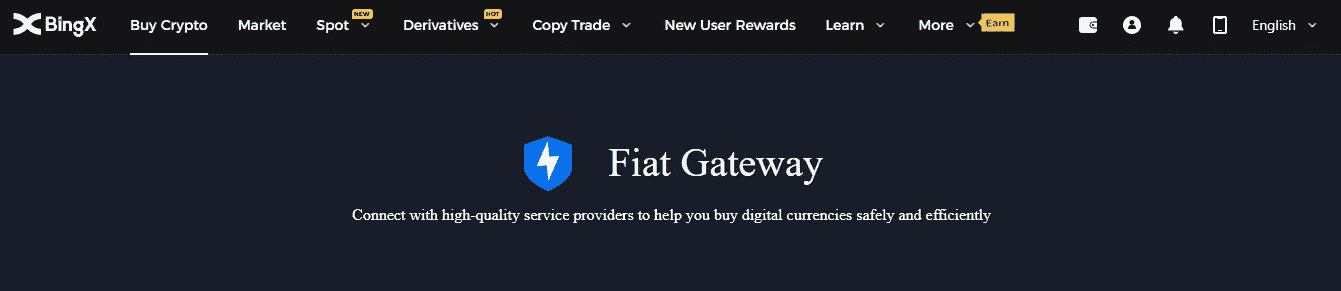 BingX Buy Crypto Market Spot NEW Derivatives HOT Copy Trade New User Rewards Learn More Earn English
Fiat Gateway
Connect with high-quality service providers to help you buy digital currencies safely and efficiently